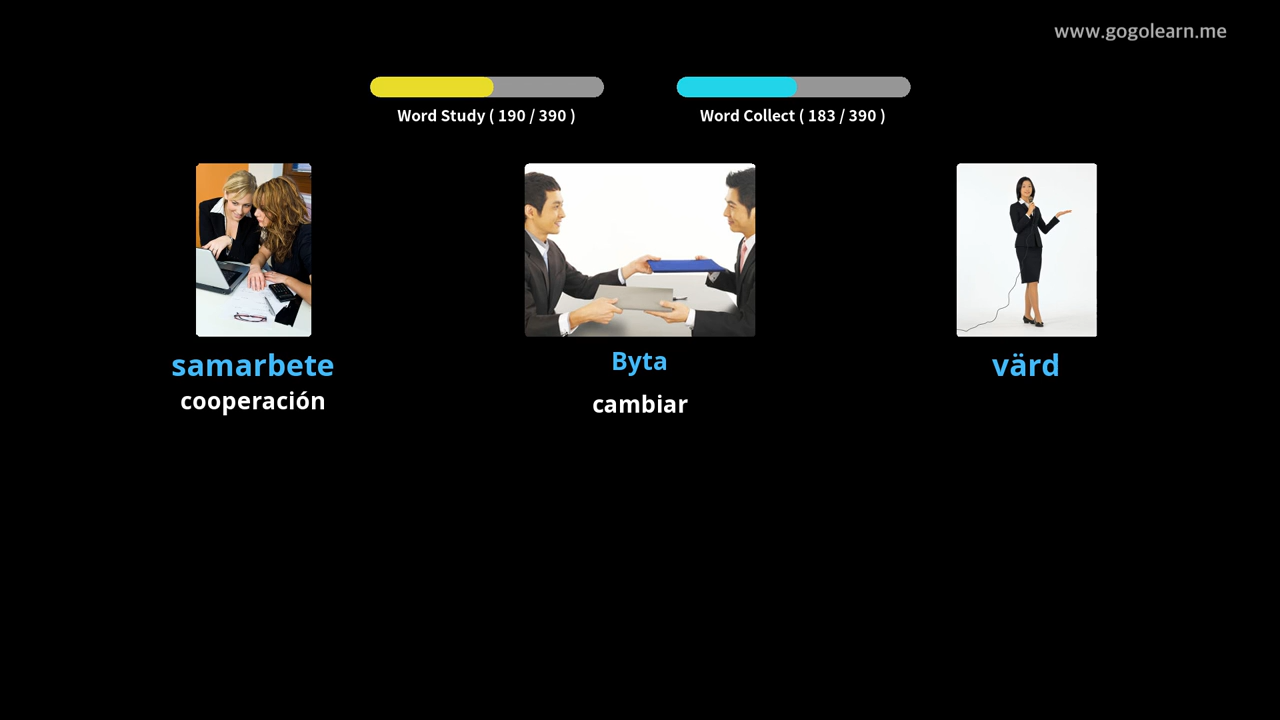 www.gogolearn.me
Word Study ( 190 / 390 )
Word Collect ( 183 / 390 )
samarbete
cooperación
Byta
cambiar
värd